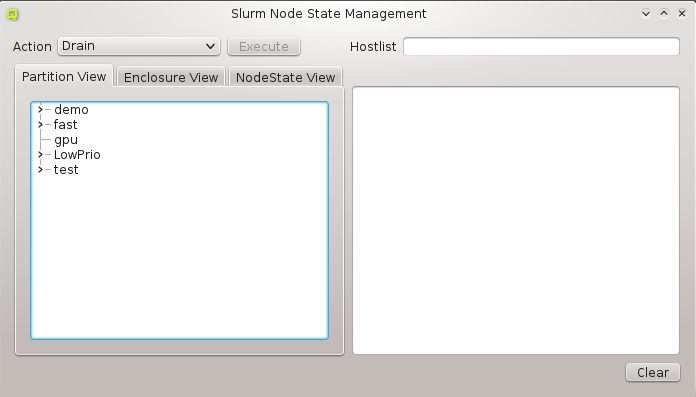 Slurm Node State Management
Action Drain Execute Hostlist
Partition View Enclosure View NodeState View
demo
fast
gpu
LowPrio
test
Clear